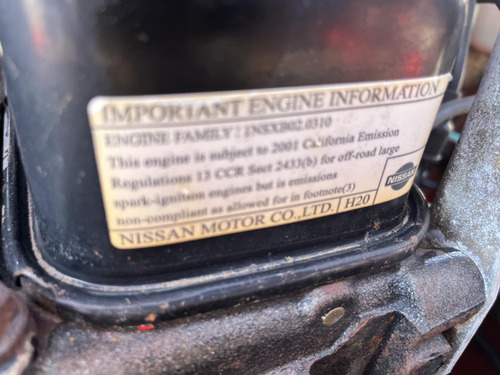 IMPORTANT ENGINE INFORMATION
ENGINE FAMILY : 1NSXB02.0310
This engine is subject to 2001 California Emission
Regulations 13 CCR Sect 2433(b) for off-road large
spark-ignition engines but is emissions
non-compliant as allowed for in footnote(3)
NISSAN
NISSAN MOTOR CO.,LTD. H20